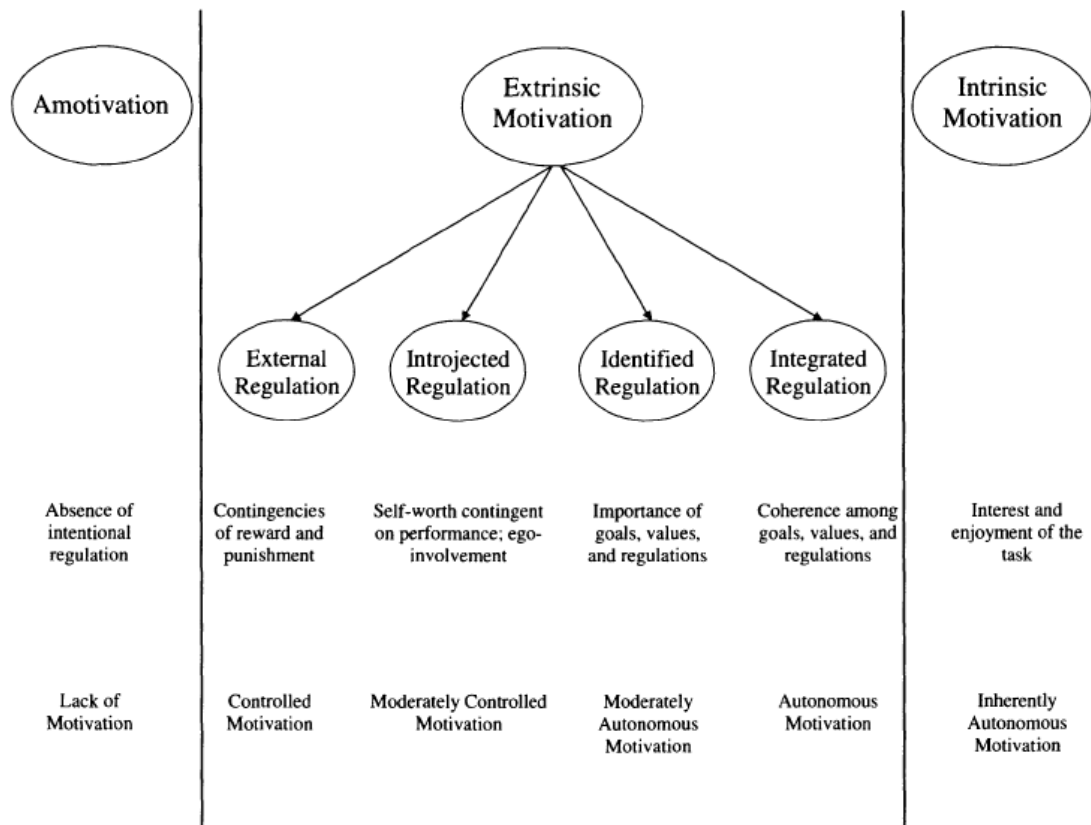 Amotivation
Extrinsic
Motivation
Intrinsic
Motivation
External
Regulation
Introjected
Regulation
Identified
Regulation
Integrated
Regulation
Absence of
intentional
regulation
Contingencies
of reward and
punishment
Self-worth contingent
on performance; ego-
involvement
Importance of
goals, values,
and regulations
Coherence among
goals, values, and
regulations
Interest and
enjoyment of the
task
Lack of
Motivation
Controlled
Motivation
Moderately Controlled
Motivation
Moderately
Autonomous
Motivation
Autonomous
Motivation
Inherently
Autonomous
Motivation